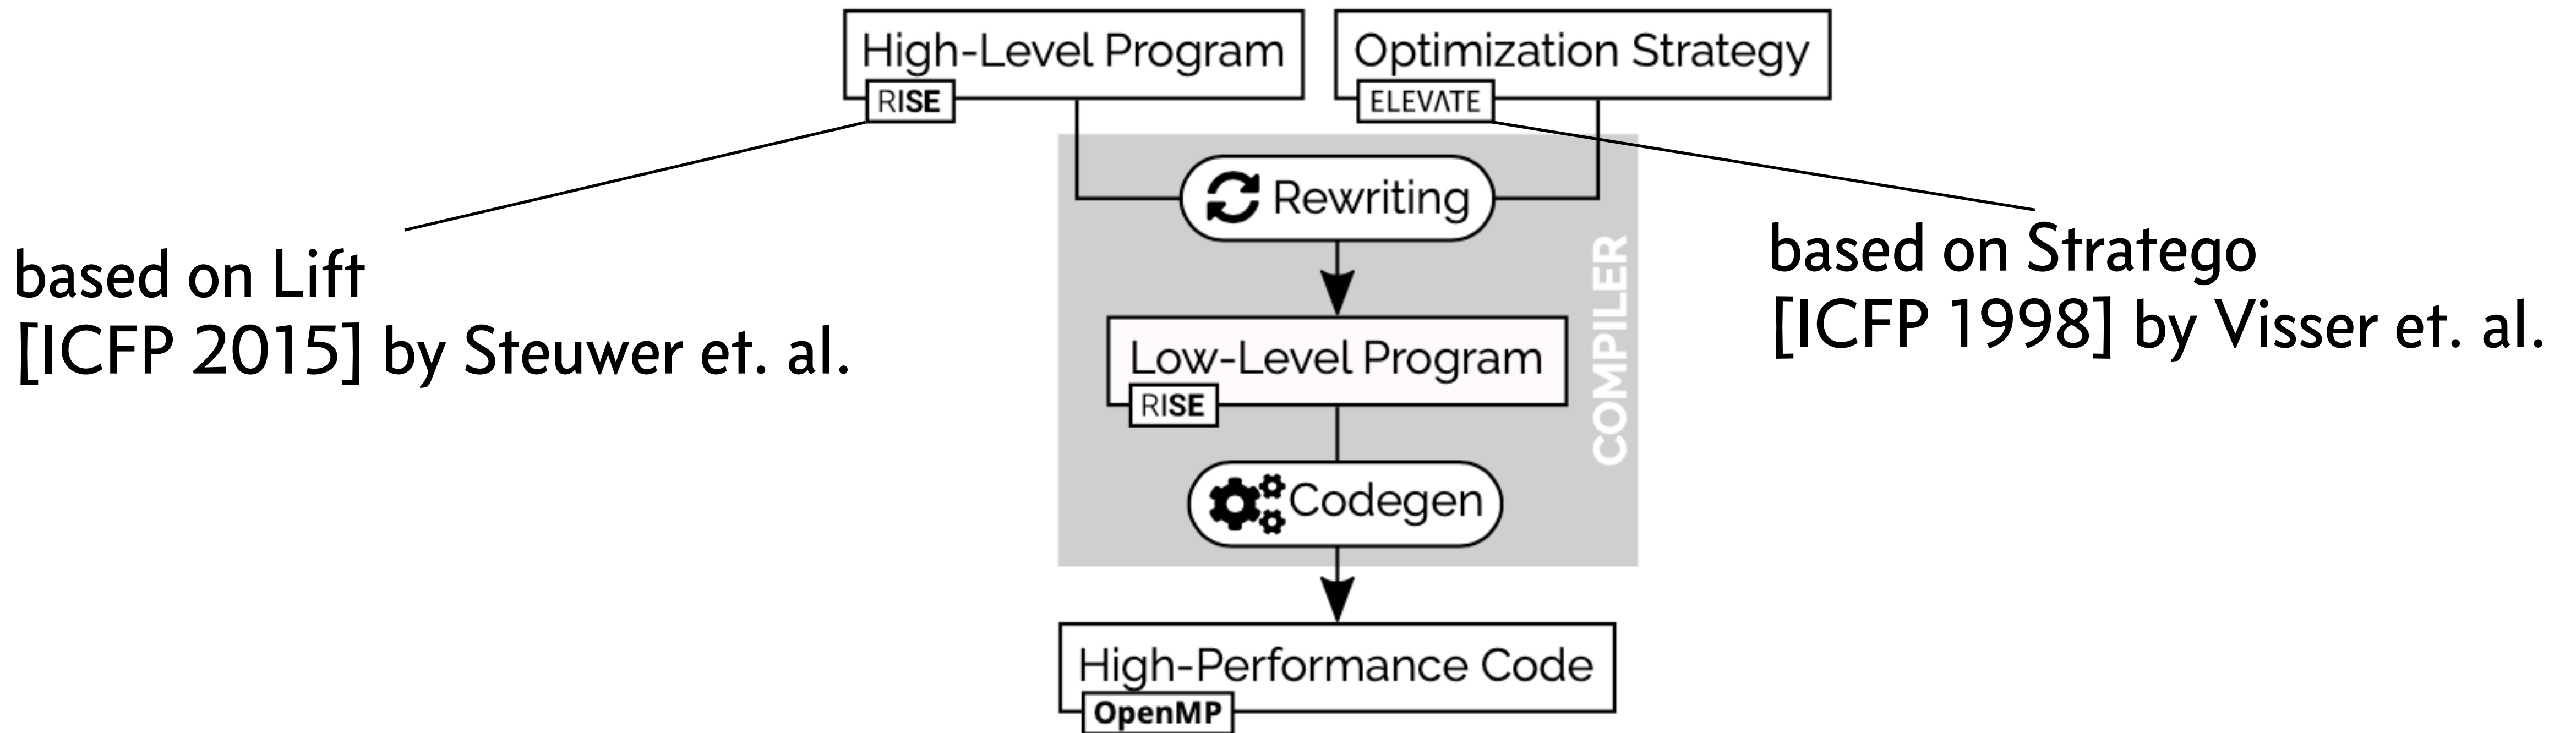 High-Level Program
RISE
Optimization Strategy
ELEVATE
Rewriting
based on Lift
[ICFP 2015] by Steuwer et. al.
based on Stratego
[ICFP 1998] by Visser et. al.
COMPILER
Low-Level Program
RISE
Codegen
High-Performance Code
OpenMP